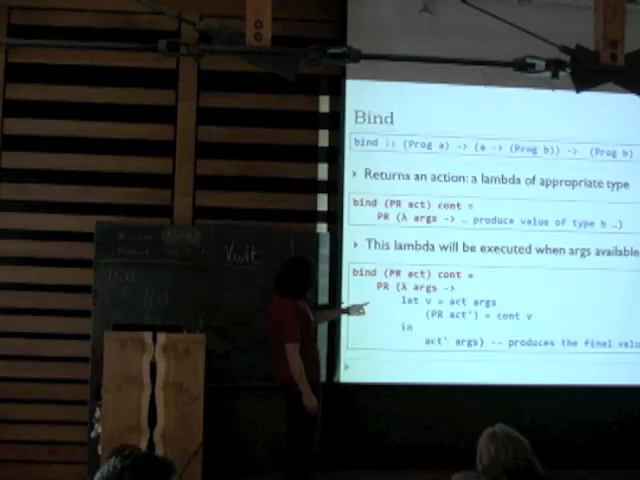 Bind
bind :: (Prog a) -> (a -> (Prog b)) -> (Prog b)
Returns an action: a lambda of appropriate type
bind (PR act) cont =
PR (λ args -> … produce value of type b …)
This lambda will be executed when args available
bind (PR act) cont =
PR (λ args ->
let v = act args
(PR act') = cont v
in
act' args) -- produces the final valu
Vault